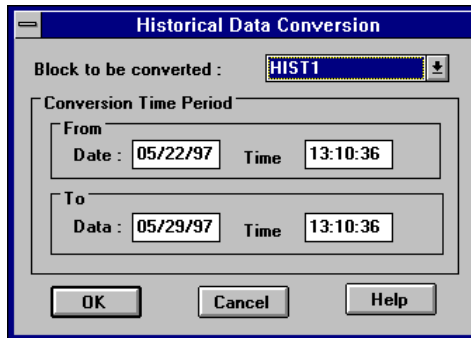 Historical Data Conversion
Block to be converted : HIST1
Conversion Time Period
From
Date : 05/22/97 Time 13:10:36
To
Data : 05/29/97 Time 13:10:36
OK Cancel Help